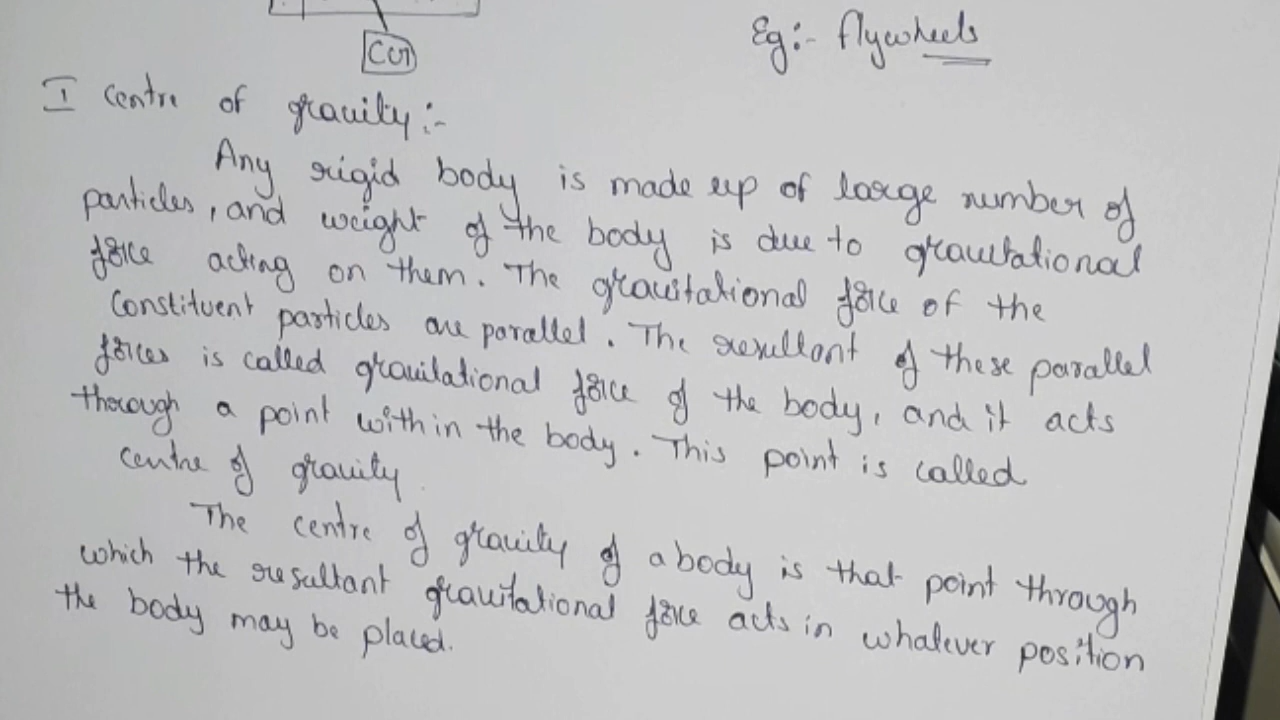 Eg:- flywheels
I centre of gravity:-
Any rigid body is made up of large number of
particles, and weight of the body is due to gravitational
force acting on them. The gravitational force of the
Constituent particles are parallel. The resultant of these parallel
forces is called gravitational force of the body, and it acts
through a point within the body. This point is called
centre of gravity
The centre of gravity of a body is that point through
which the resultant gravitational force acts in whatever position
the body may be placed.